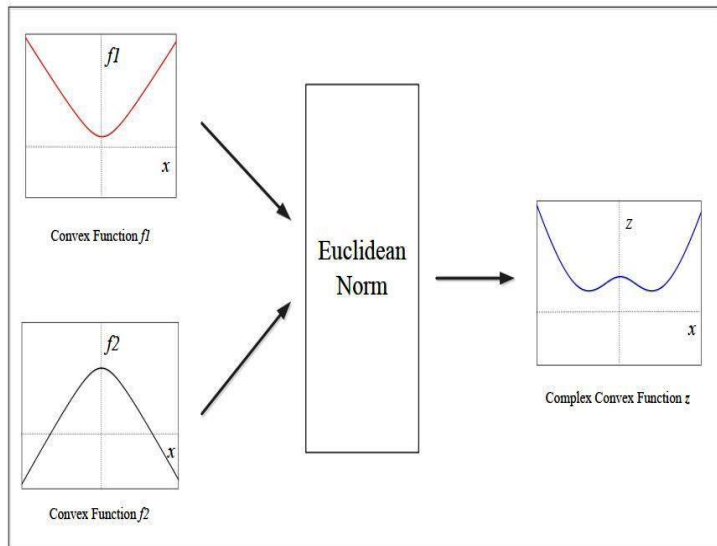 f1
x
Convex Function f1
f2
x
Convex Function f2
Euclidean
Norm
z
x
Complex Convex Function z